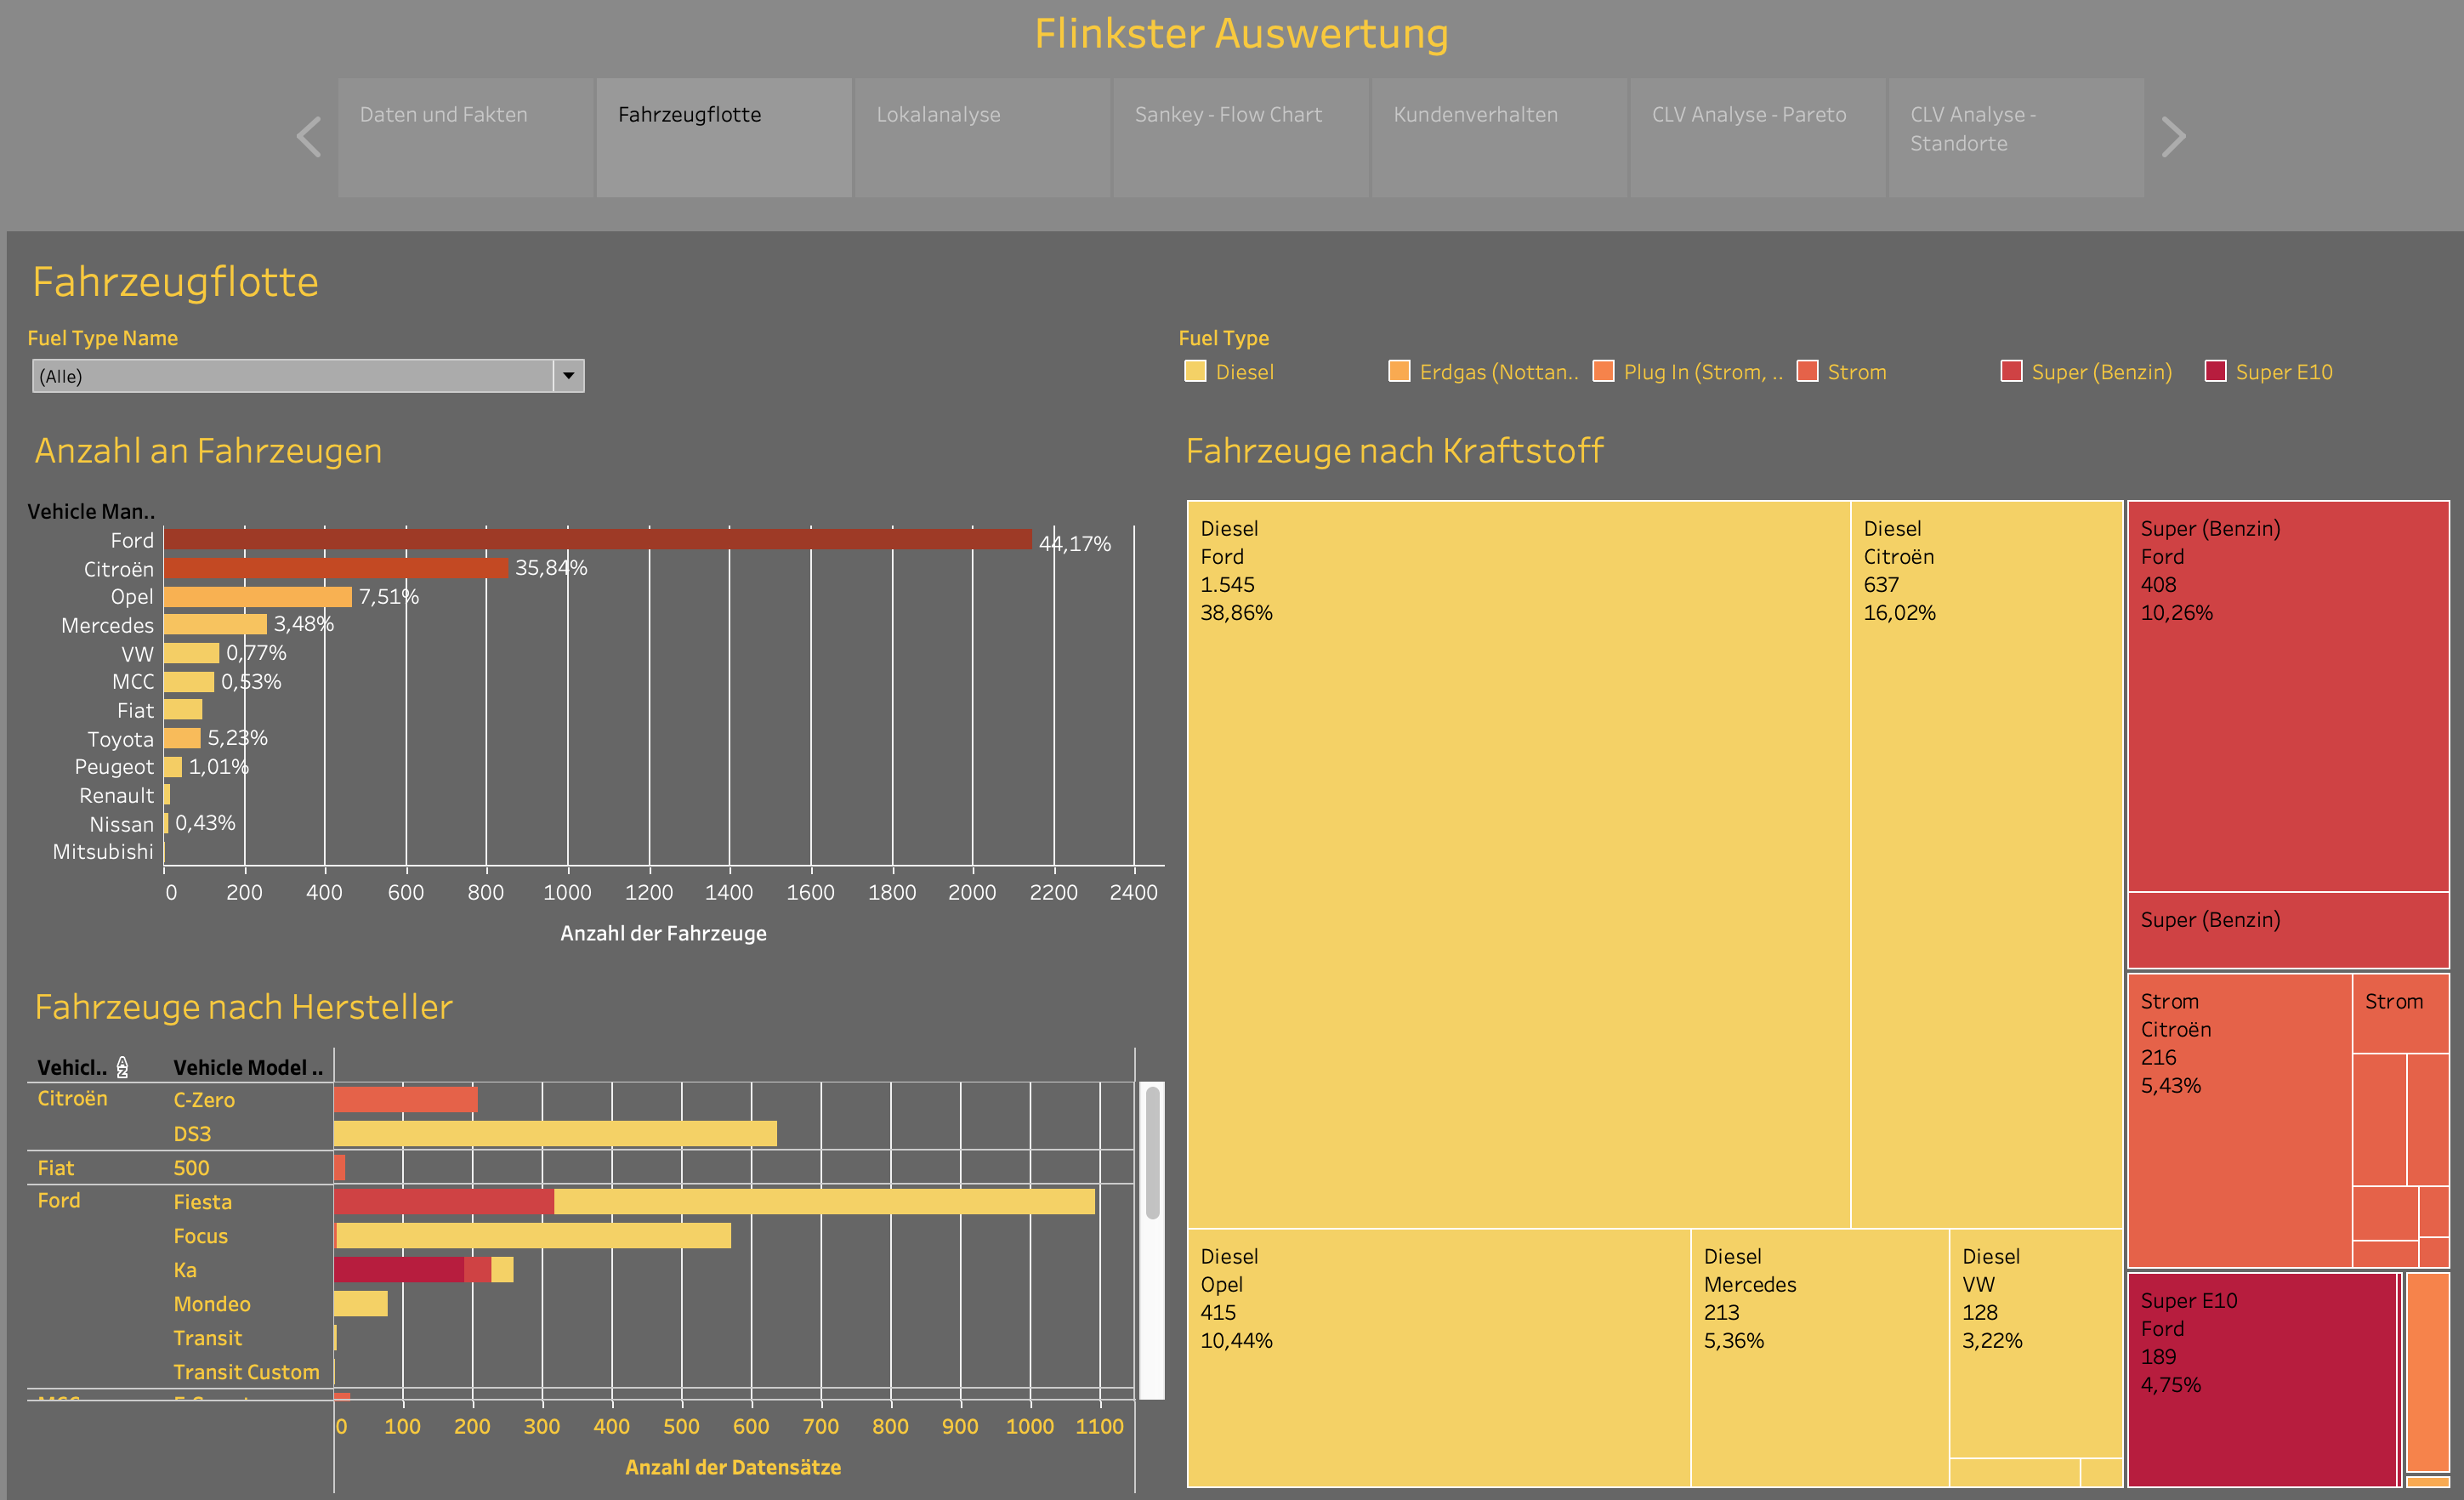 Flinkster Auswertung
Daten und Fakten
Fahrzeugflotte
Lokalanalyse
Sankey - Flow Chart
Kundenverhalten
CLV Analyse - Pareto
CLV Analyse -
Standorte
Fahrzeugflotte
Fuel Type Name
(Alle)
Fuel Type
Diesel
Erdgas (Nottan..
Plug In (Strom, ..
Strom
Super (Benzin)
Super E10
Anzahl an Fahrzeugen
Vehicle Man..
Ford 44,17%
Citroën 35,84%
Opel 7,51%
Mercedes 3,48%
VW 0,77%
MCC 0,53%
Fiat
Toyota 5,23%
Peugeot 1,01%
Renault
Nissan 0,43%
Mitsubishi
0 200 400 600 800 1000 1200 1400 1600 1800 2000 2200 2400
Anzahl der Fahrzeuge
Fahrzeuge nach Hersteller
Vehicl.. Vehicle Model ..
Citroën C-Zero
DS3
Fiat 500
Ford Fiesta
Focus
Ka
Mondeo
Transit
Transit Custom
0 100 200 300 400 500 600 700 800 900 1000 1100
Anzahl der Datensätze
Fahrzeuge nach Kraftstoff
Diesel
Ford
1.545
38,86%
Diesel
Citroën
637
16,02%
Diesel
Opel
415
10,44%
Diesel
Mercedes
213
5,36%
Diesel
VW
128
3,22%
Super (Benzin)
Ford
408
10,26%
Super (Benzin)
Strom
Citroën
216
5,43%
Strom
Super E10
Ford
189
4,75%